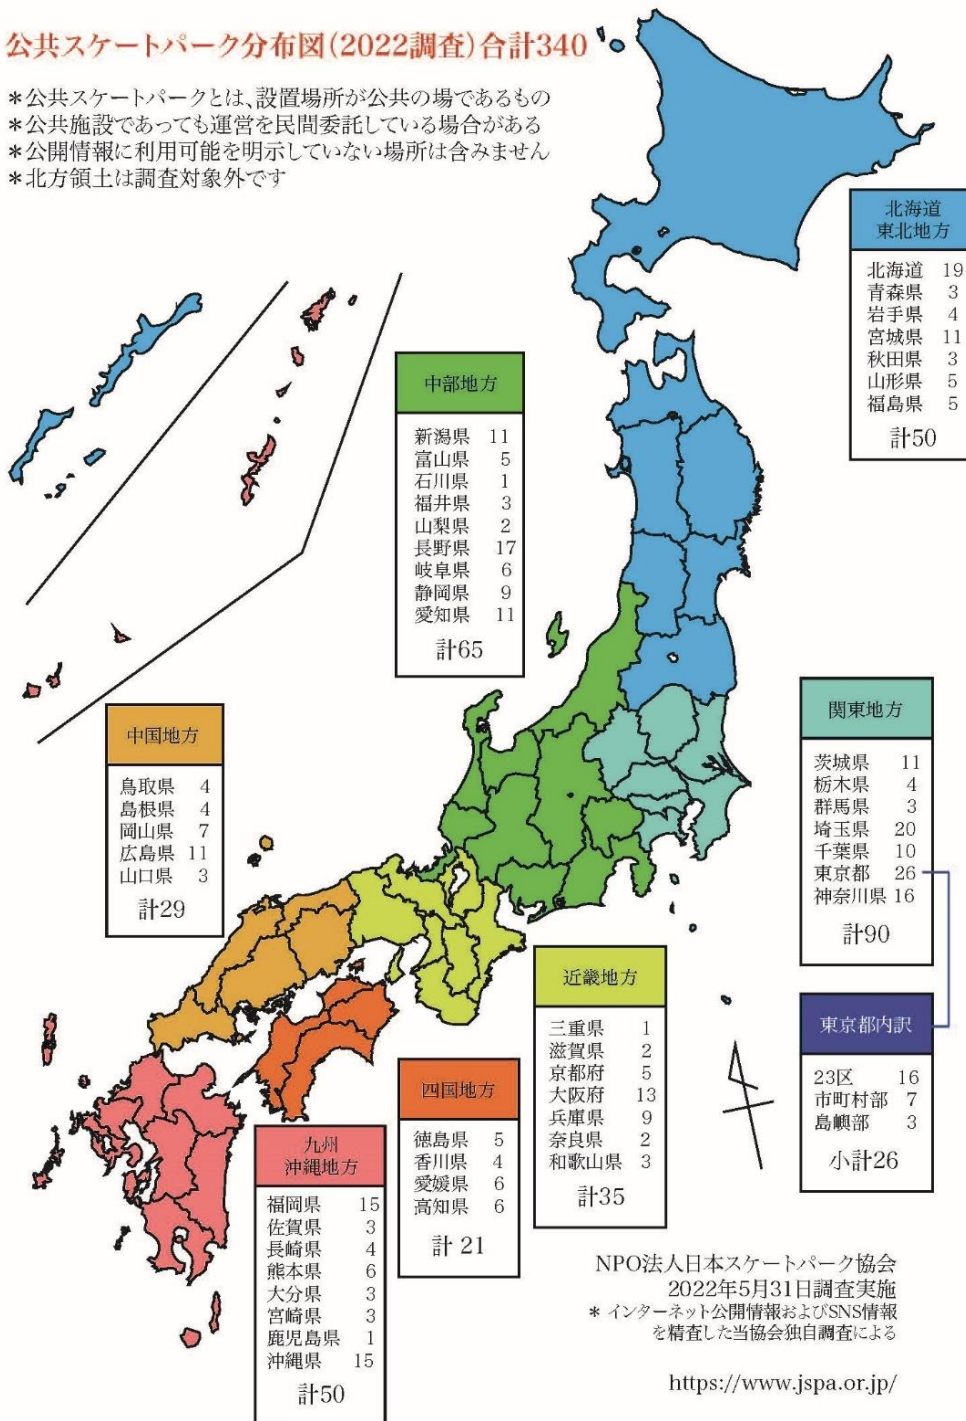 公共スケートパーク分布図(2022調査)合計340
*公共スケートパークとは、設置場所が公共の場であるもの
*公共施設であっても運営を民間委託している場合がある
*公開情報に利用可能を明示していない場所は含みません
*北方領土は調査対象外です
北海道
東北地方
北海道 19
青森県 3
岩手県 4
宮城県 11
秋田県 3
山形県 5
福島県 5
計50
中部地方
新潟県 11
富山県 5
石川県 1
福井県 3
山梨県 2
長野県 17
岐阜県 6
静岡県 9
愛知県 11
計65
関東地方
茨城県 11
栃木県 4
群馬県 3
埼玉県 20
千葉県 10
東京都 26
神奈川県 16
計90
中国地方
鳥取県 4
島根県 4
岡山県 7
広島県 11
山口県 3
計29
近畿地方
三重県 1
滋賀県 2
京都府 5
大阪府 13
兵庫県 9
奈良県 2
和歌山県 3
計35
東京都内訳
23区 16
市町村部 7
島嶼部 3
小計26
四国地方
徳島県 5
香川県 4
愛媛県 6
高知県 6
計 21
九州
沖縄地方
福岡県 15
佐賀県 3
長崎県 4
熊本県 6
大分県 3
宮崎県 3
鹿児島県 1
沖縄県 15
計50
NPO法人日本スケートパーク協会
2022年5月31日調査実施
* インターネット公開情報およびSNS情報
を精査した当協会独自調査による
https://www.jspa.or.jp/